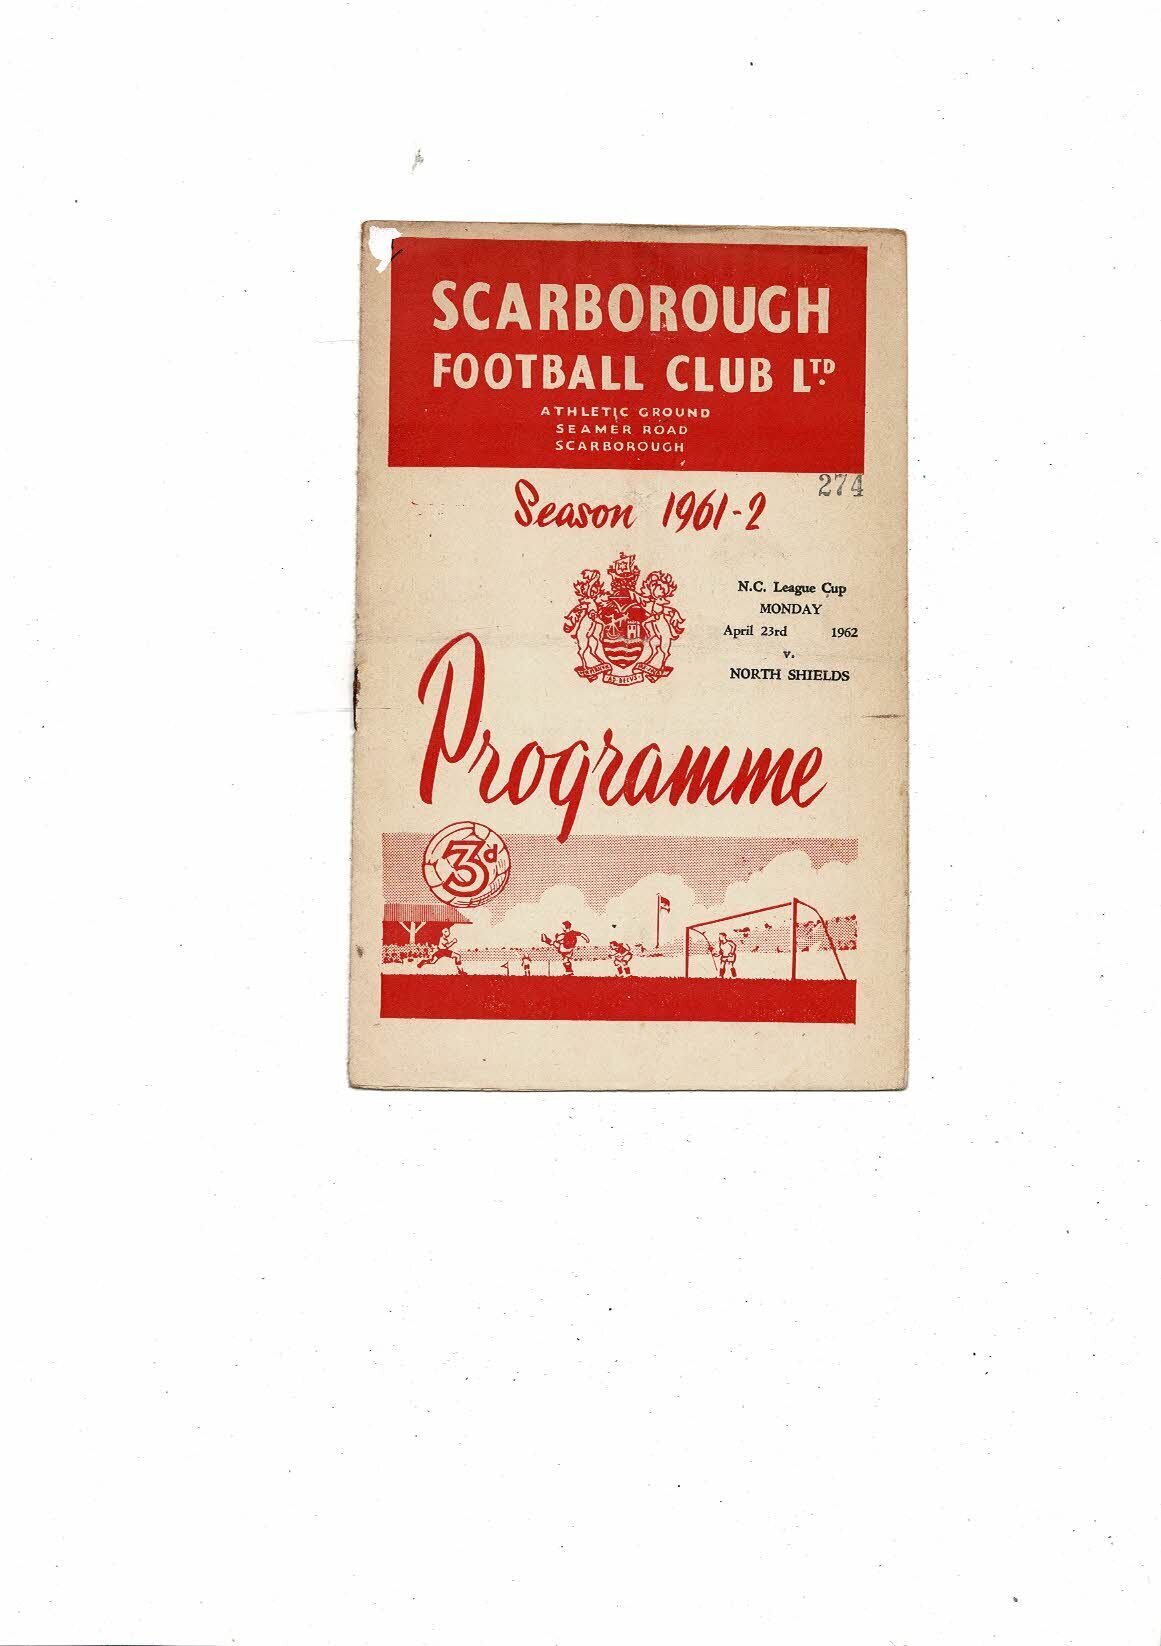 SCARBOROUGH
FOOTBALL CLUB LTD.
ATHLETIC GROUND
SEAMER ROAD
SCARBOROUGH
274
Season 1961-2
N.C. League Cup
MONDAY
April 23rd 1962
v.
NORTH SHIELDS
Programme
3d